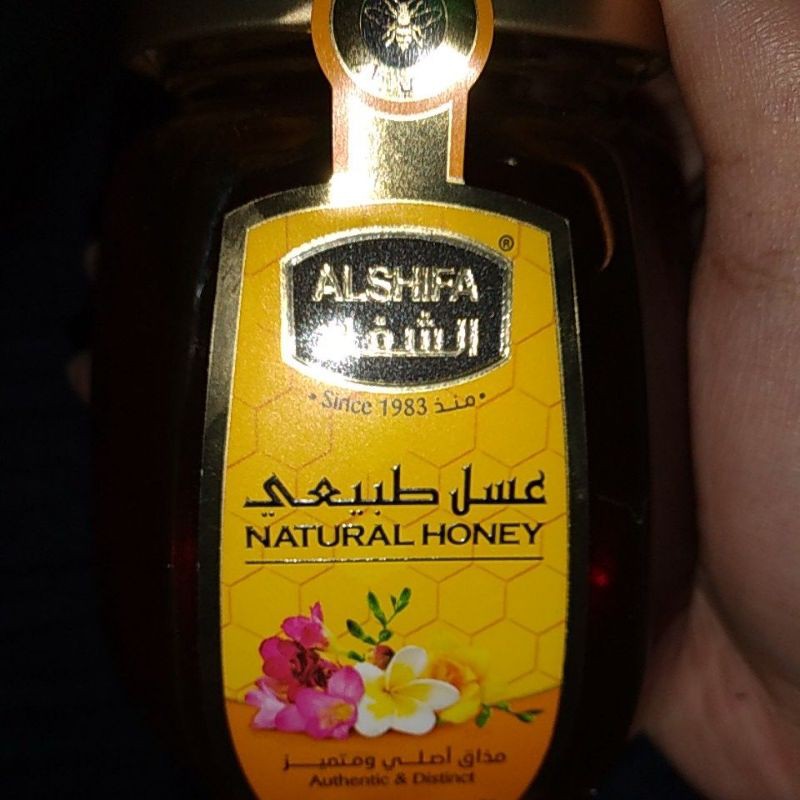 ALSHIFA
®
الشفاء
• Since 1983 منذ •
عسل طبيعي
NATURAL HONEY
مذاق أصلي ومتميز
Authentic & Distinct